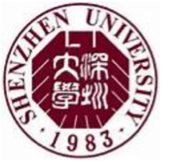 SHENZHEN UNIVERSITY
深圳
大學
·1983·